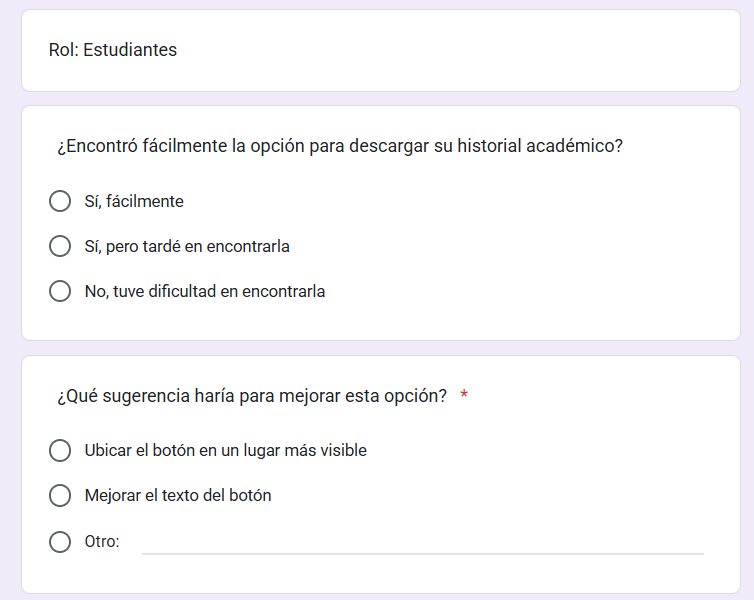 Rol: Estudiantes
¿Encontró fácilmente la opción para descargar su historial académico?
Sí, fácilmente
Sí, pero tardé en encontrarla
No, tuve dificultad en encontrarla
¿Qué sugerencia haría para mejorar esta opción? *
Ubicar el botón en un lugar más visible
Mejorar el texto del botón
Otro: